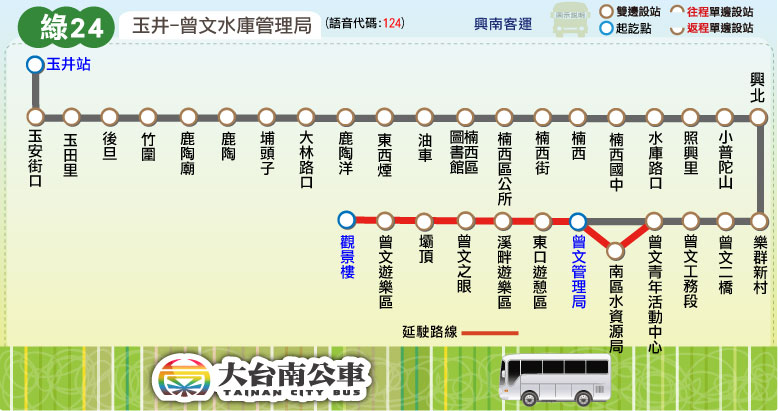 綠24
玉井-曾文水庫管理局
(語音代碼:124)
興南客運
圖示說明
雙邊設站
起訖點
往程單邊設站
返程單邊設站
玉井站
玉安街口
玉田里
後旦
竹圍
鹿陶廟
鹿陶
埔頭子
大林路口
鹿陶洋
東西煙
油車
楠西區
圖書館
楠西區公所
楠西街
楠西
楠西國中
水庫路口
照興里
小普陀山
興北
樂群新村
曾文二橋
曾文工務段
曾文青年活動中心
南區水資源局
曾文管理局
東口遊憩區
溪畔遊樂區
曾文之眼
壩頂
曾文遊樂區
觀景樓
延駛路線
大台南公車
TAINAN CITY BUS